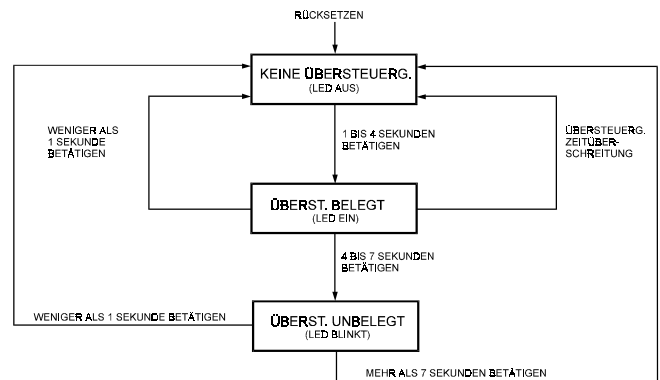 RÜCKSETZEN
KEINE ÜBERSTEUERG.
(LED AUS)
WENIGER ALS
1 SEKUNDE
BETÄTIGEN
1 BIS 4 SEKUNDEN
BETÄTIGEN
ÜBERSTEUERG.
ZEITÜBER-
SCHREITUNG
ÜBERST. BELEGT
(LED EIN)
4 BIS 7 SEKUNDEN
BETÄTIGEN
WENIGER ALS 1 SEKUNDE BETÄTIGEN
ÜBERST. UNBELEGT
(LED BLINKT)
MEHR ALS 7 SEKUNDEN BETÄTIGEN